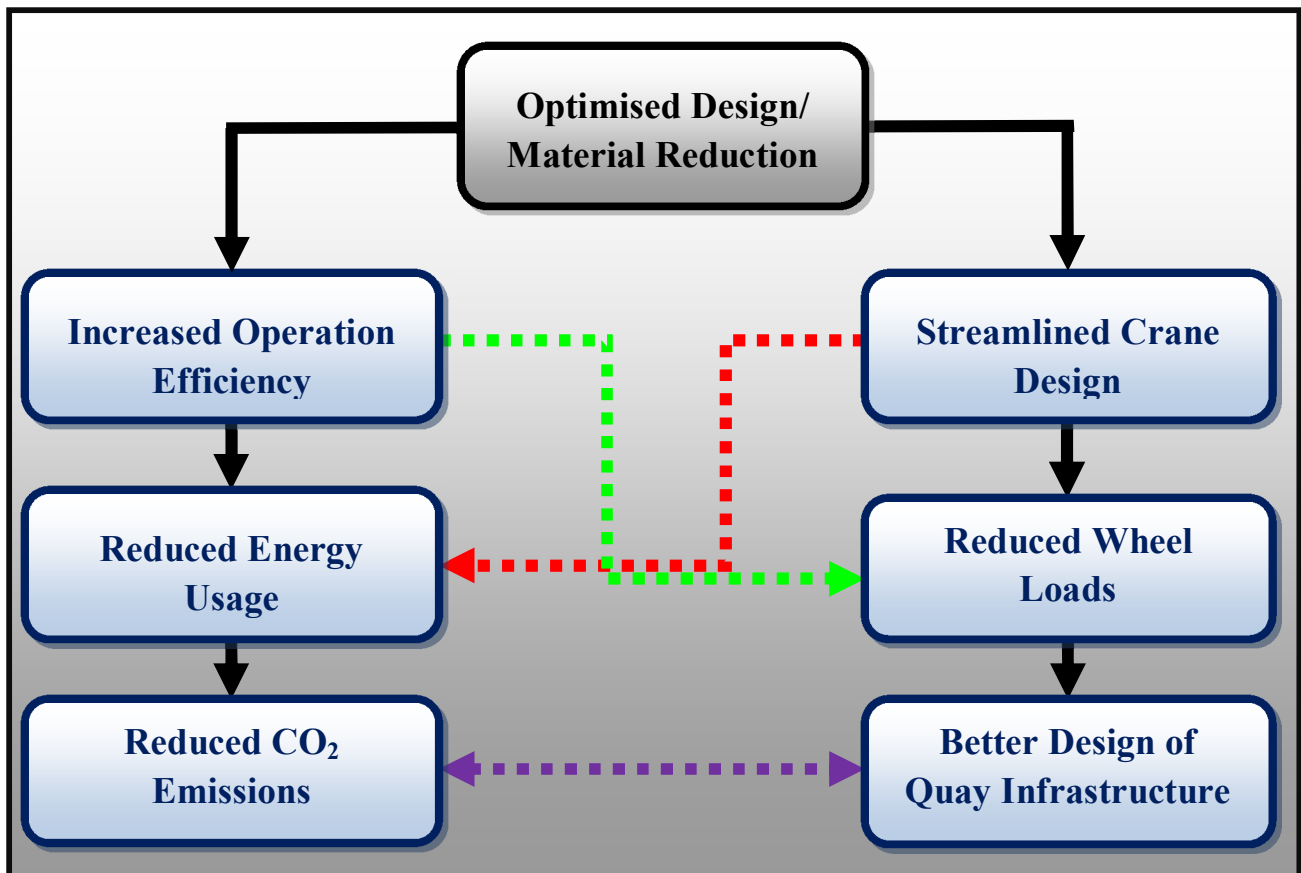 Optimised Design/
Material Reduction
Increased Operation
Efficiency
Streamlined Crane
Design
Reduced Energy
Usage
Reduced Wheel
Loads
Reduced CO₂
Emissions
Better Design of
Quay Infrastructure